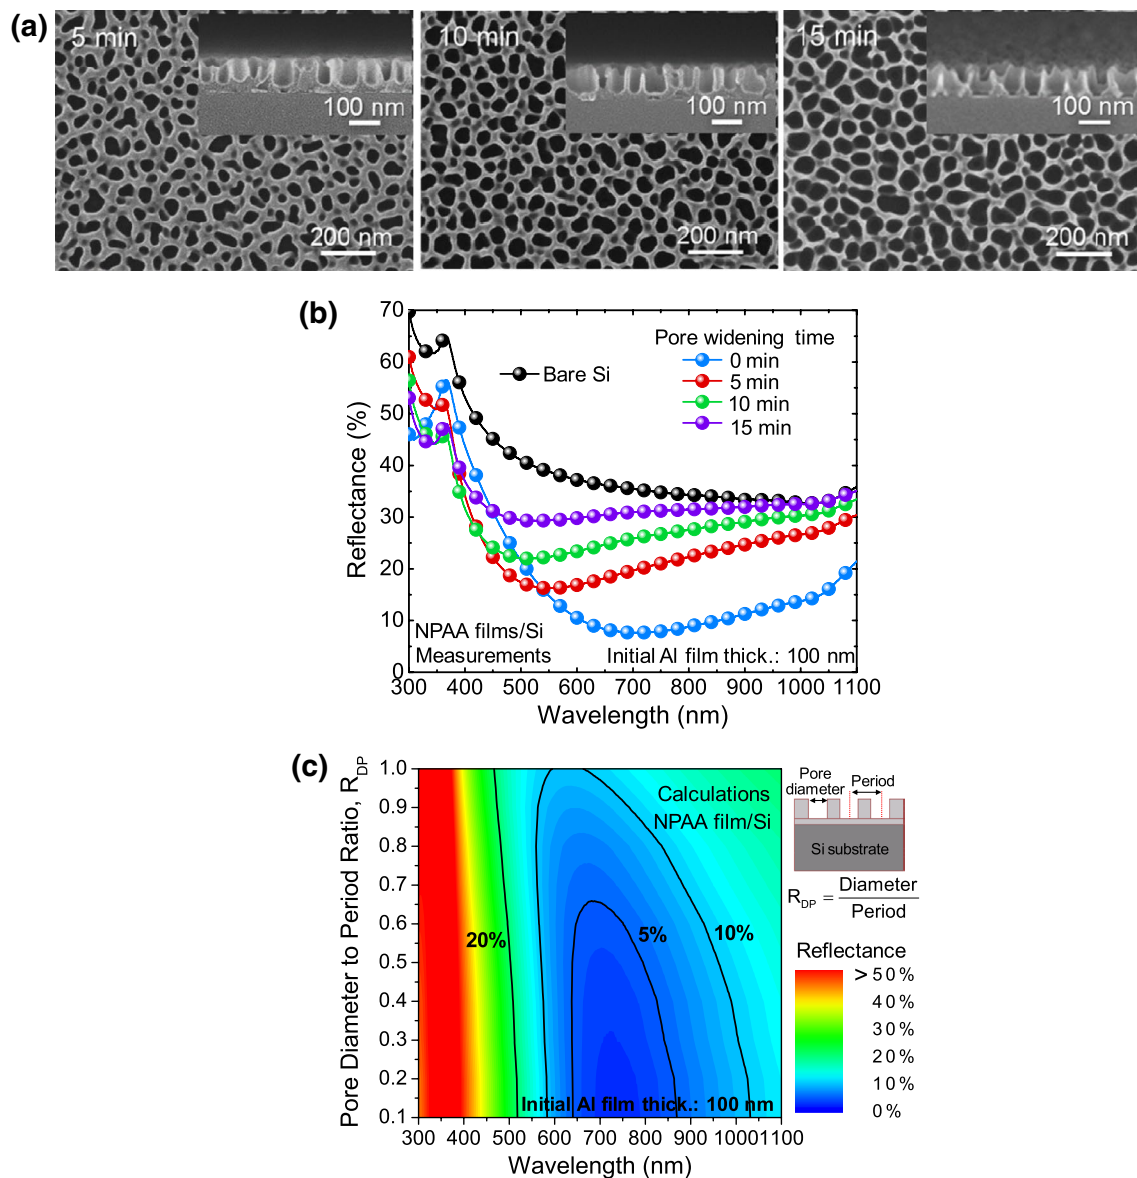 (a)
5 min
100 nm
200 nm
10 min
100 nm
200 nm
15 min
100 nm
200 nm
(b)
70
60
50
40
30
20
10
0
Reflectance (%)
Bare Si
Pore widening time
0 min
5 min
10 min
15 min
NPAA films/Si
Measurements
Initial Al film thick.: 100 nm
300 400 500 600 700 800 900 1000 1100
Wavelength (nm)
(c)
1.0
0.9
0.8
0.7
0.6
0.5
0.4
0.3
0.2
0.1
Pore Diameter to Period Ratio, R_DP
Calculations
NPAA film/Si
20%
5%
10%
Initial Al film thick.: 100 nm
300 400 500 600 700 800 900 1000 1100
Wavelength (nm)
Pore
diameter
Period
Si substrate
R_DP = Diameter
Period
Reflectance
>50%
40%
30%
20%
10%
0%